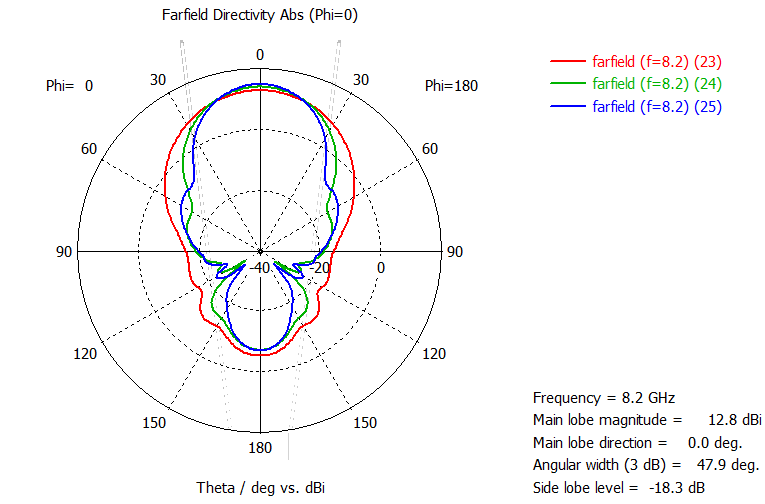 Farfield Directivity Abs (Phi=0)
Phi= 0
30
0
30
Phi=180
60
60
90
-40
-20
0
90
120
120
150
150
180
Theta / deg vs. dBi
farfield (f=8.2) (23)
farfield (f=8.2) (24)
farfield (f=8.2) (25)
Frequency = 8.2 GHz
Main lobe magnitude = 12.8 dBi
Main lobe direction = 0.0 deg.
Angular width (3 dB) = 47.9 deg.
Side lobe level = -18.3 dB